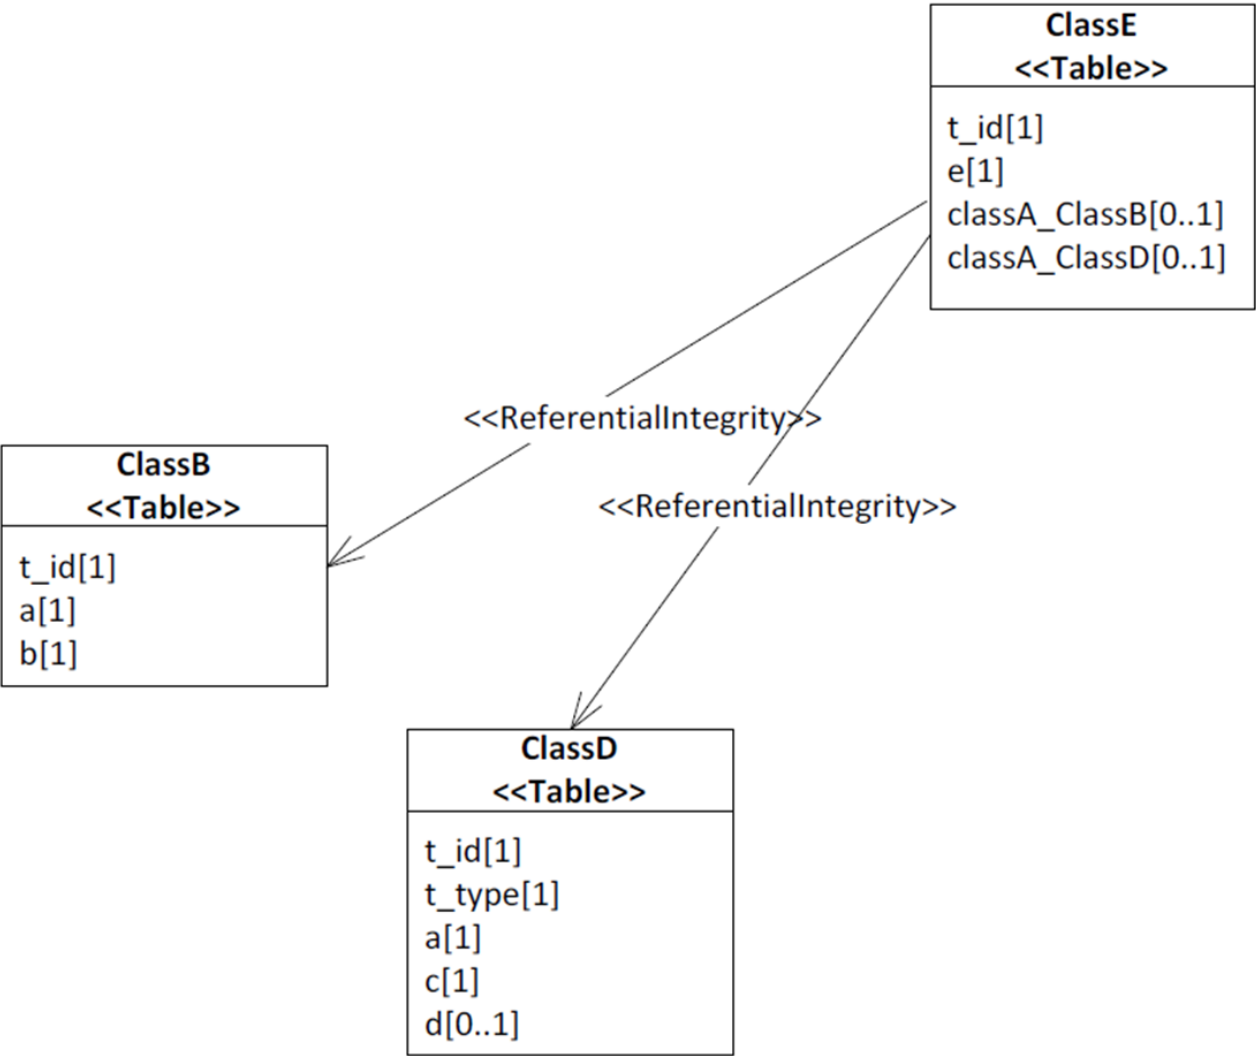 ClassE
<<Table>>
t_id[1]
e[1]
classA_ClassB[0..1]
classA_ClassD[0..1]
<<ReferentialIntegrity>>
<<ReferentialIntegrity>>
ClassB
<<Table>>
t_id[1]
a[1]
b[1]
ClassD
<<Table>>
t_id[1]
t_type[1]
a[1]
c[1]
d[0..1]